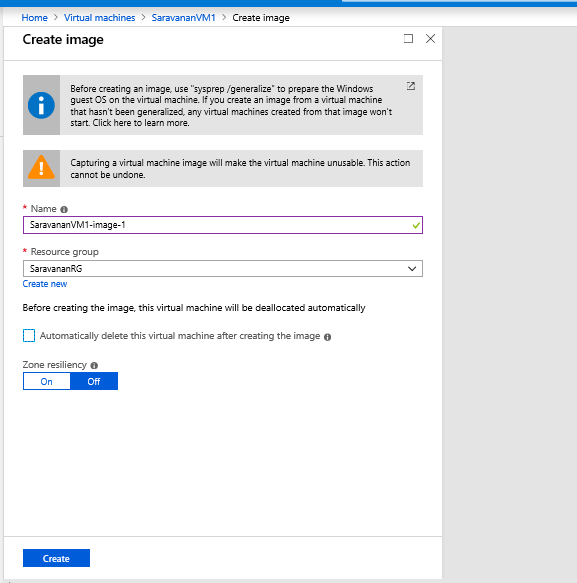 Home > Virtual machines > SaravananVM1 > Create image
Create image
Before creating an image, use "sysprep /generalize" to prepare the Windows
guest OS on the virtual machine. If you create an image from a virtual machine
that hasn't been generalized, any virtual machines created from that image won't
start. Click here to learn more.
Capturing a virtual machine image will make the virtual machine unusable. This action
cannot be undone.
* Name
SaravananVM1-image-1
* Resource group
SaravananRG
Create new
Before creating the image, this virtual machine will be deallocated automatically
Automatically delete this virtual machine after creating the image
Zone resiliency
On Off
Create